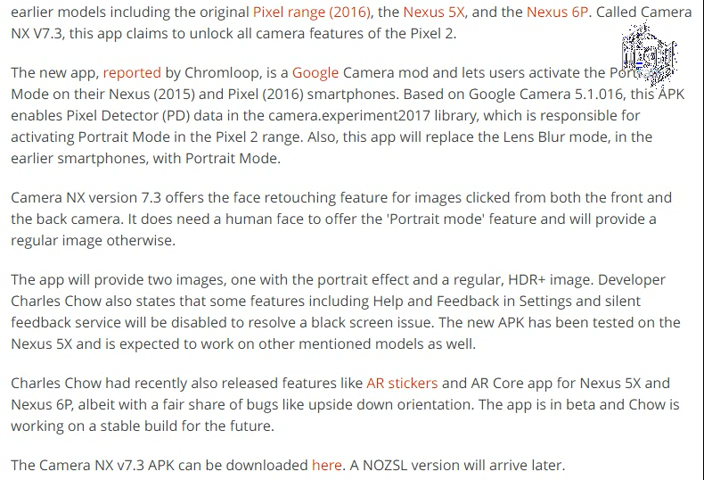 earlier models including the original Pixel range (2016), the Nexus 5X, and the Nexus 6P. Called Camera
NX V7.3, this app claims to unlock all camera features of the Pixel 2.
The new app, reported by Chromloop, is a Google Camera mod and lets users activate the
Mode on their Nexus (2015) and Pixel (2016) smartphones. Based on Google Camera 5.1.016, this APK
enables Pixel Detector (PD) data in the camera.experiment2017 library, which is responsible for
activating Portrait Mode in the Pixel 2 range. Also, this app will replace the Lens Blur mode, in the
earlier smartphones, with Portrait Mode.
Camera NX version 7.3 offers the face retouching feature for images clicked from both the front and
the back camera. It does need a human face to offer the 'Portrait mode' feature and will provide a
regular image otherwise.
The app will provide two images, one with the portrait effect and a regular, HDR+ image. Developer
Charles Chow also states that some features including Help and Feedback in Settings and silent
feedback service will be disabled to resolve a black screen issue. The new APK has been tested on the
Nexus 5X and is expected to work on other mentioned models as well.
Charles Chow had recently also released features like AR stickers and AR Core app for Nexus 5X and
Nexus 6P, albeit with a fair share of bugs like upside down orientation. The app is in beta and Chow is
working on a stable build for the future.
The Camera NX v7.3 APK can be downloaded here. A NOZSL version will arrive later.